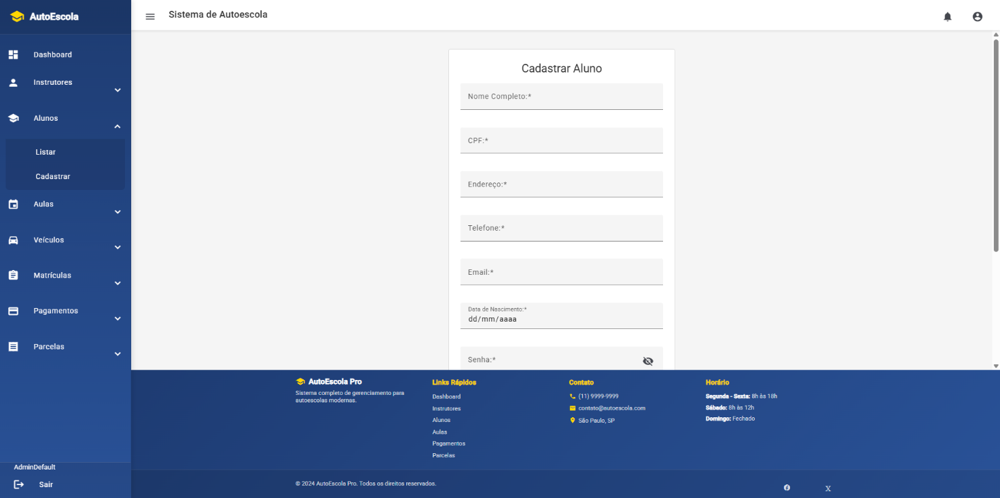 AutoEscola
Sistema de Autoescola
Dashboard
Instrutores
Alunos
Listar
Cadastrar
Aulas
Veículos
Matrículas
Pagamentos
Parcelas
AdminDefault
Sair
Cadastrar Aluno
Nome Completo:*
CPF:*
Endereço:*
Telefone:*
Email:*
Data de Nascimento:*
dd/mm/aaaa
Senha:*
AutoEscola Pro
Sistema completo de gerenciamento para
autoescolas modernas.
Links Rápidos
Dashboard
Instrutores
Alunos
Aulas
Pagamentos
Parcelas
Contato
(11) 9999-9999
contato@autoescola.com
São Paulo, SP
Horário
Segunda - Sexta: 8h às 18h
Sábado: 8h às 12h
Domingo: Fechado
© 2024 AutoEscola Pro. Todos os direitos reservados.
X